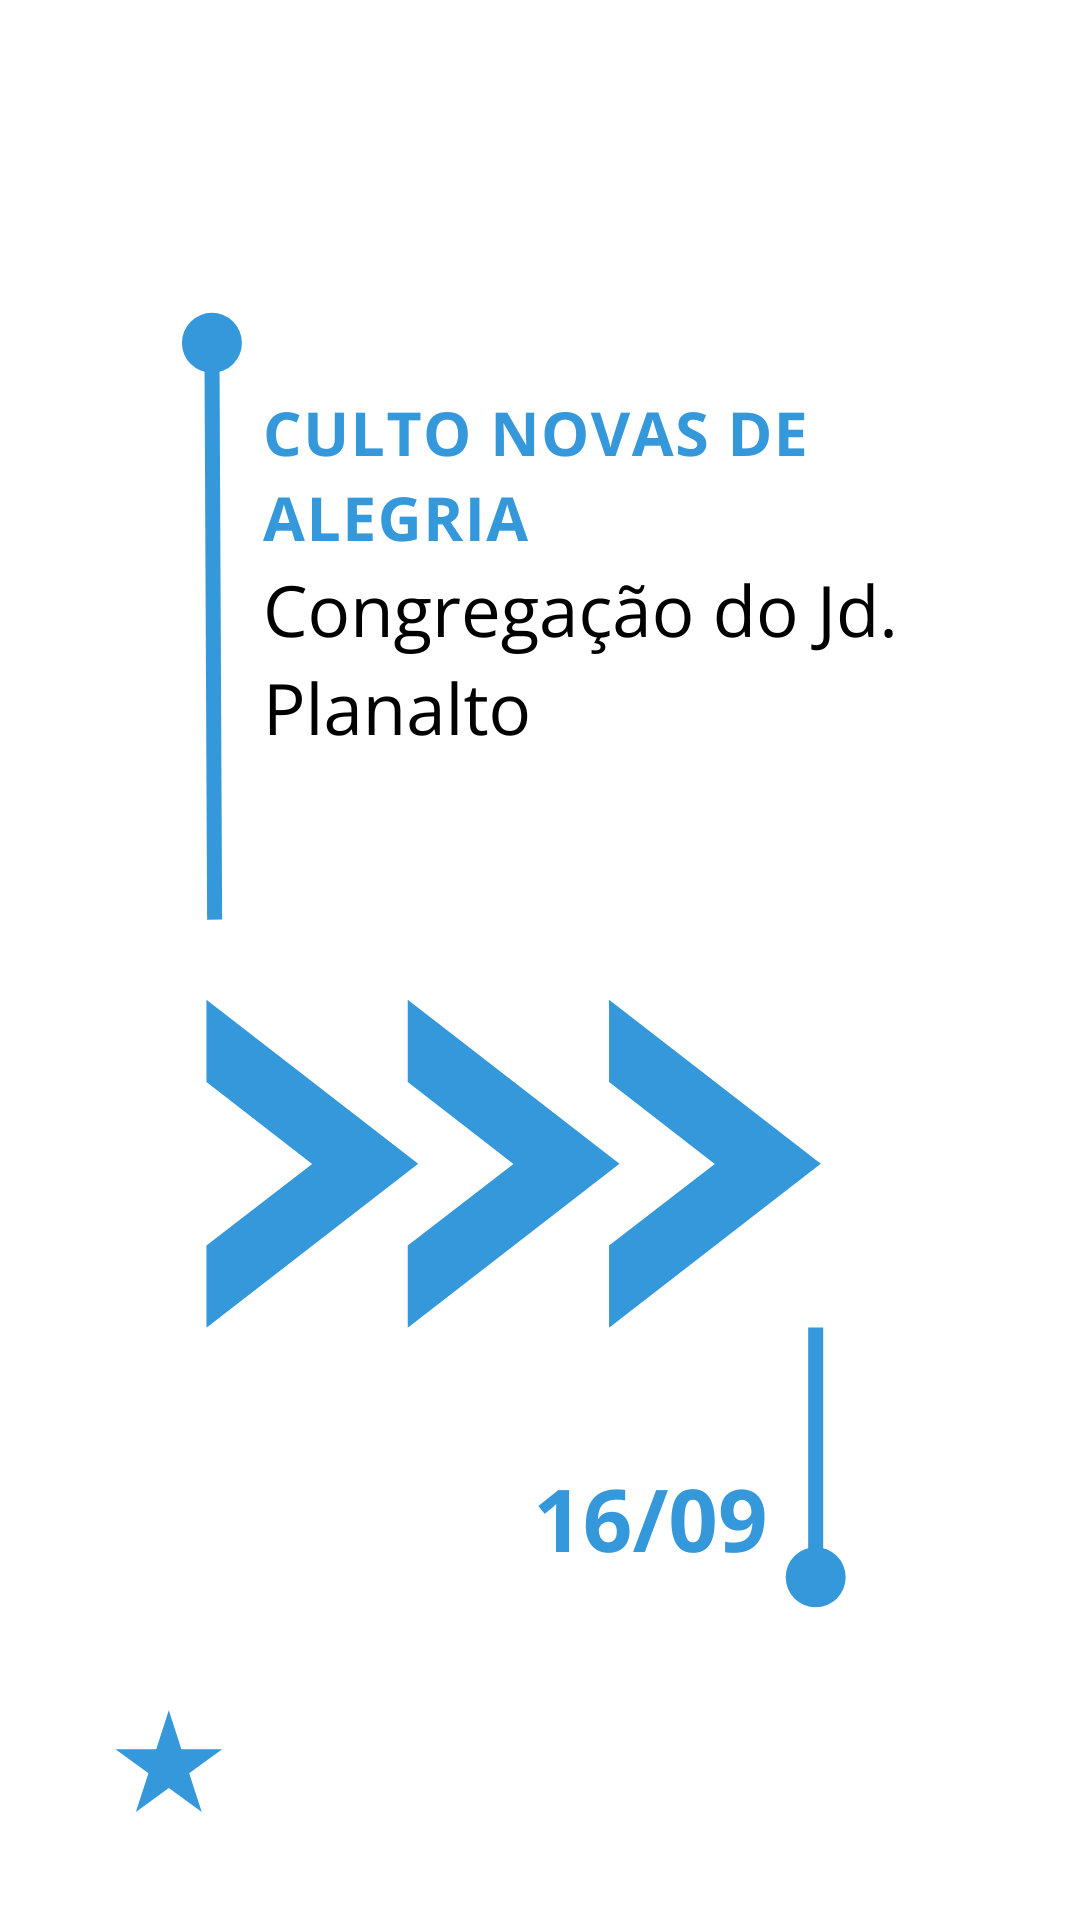 CULTO NOVAS DE
ALEGRIA
Congregação do Jd.
Planalto
16/09